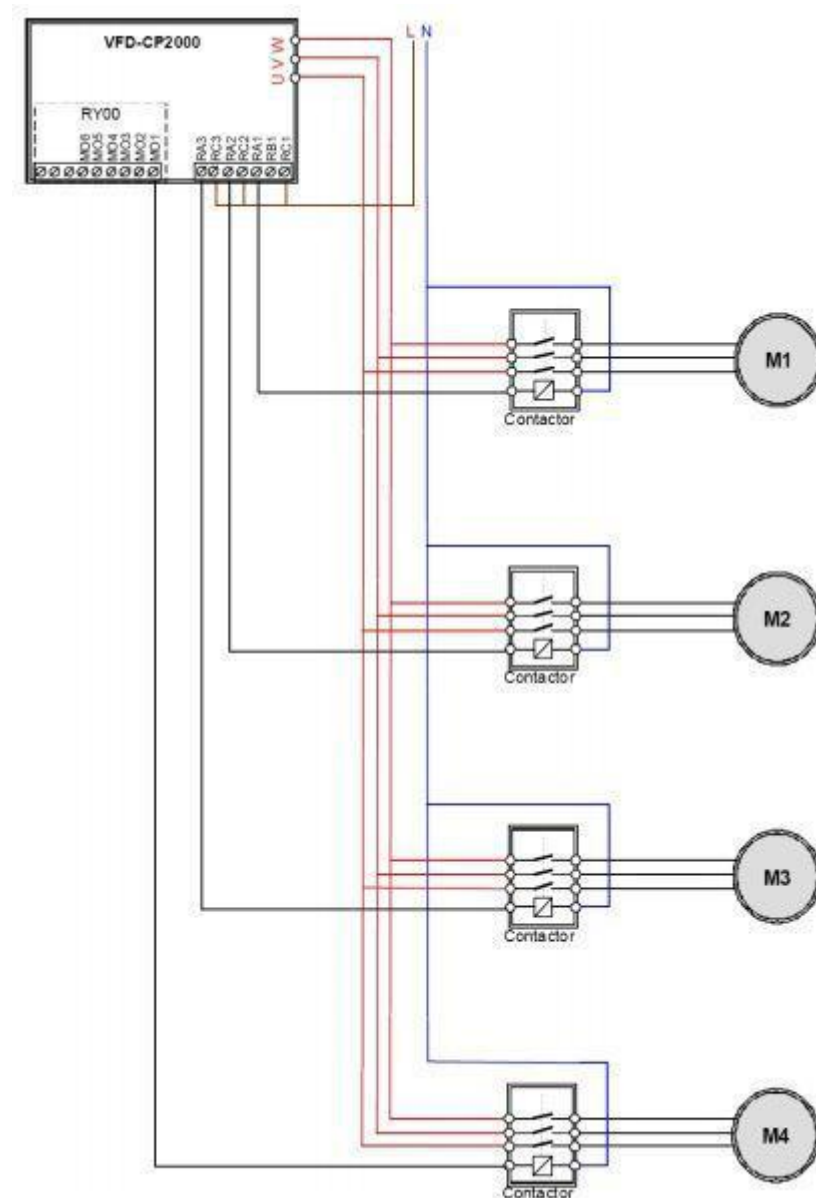 VFD-CP2000
L N
U V W
RY00
MO6
MO5
MO4
MO3
MO2
MO1
RA3
RC3
RA2
RC2
RA1
RB1
RC1
M1
Contactor
M2
Contactor
M3
Contactor
M4
Contactor